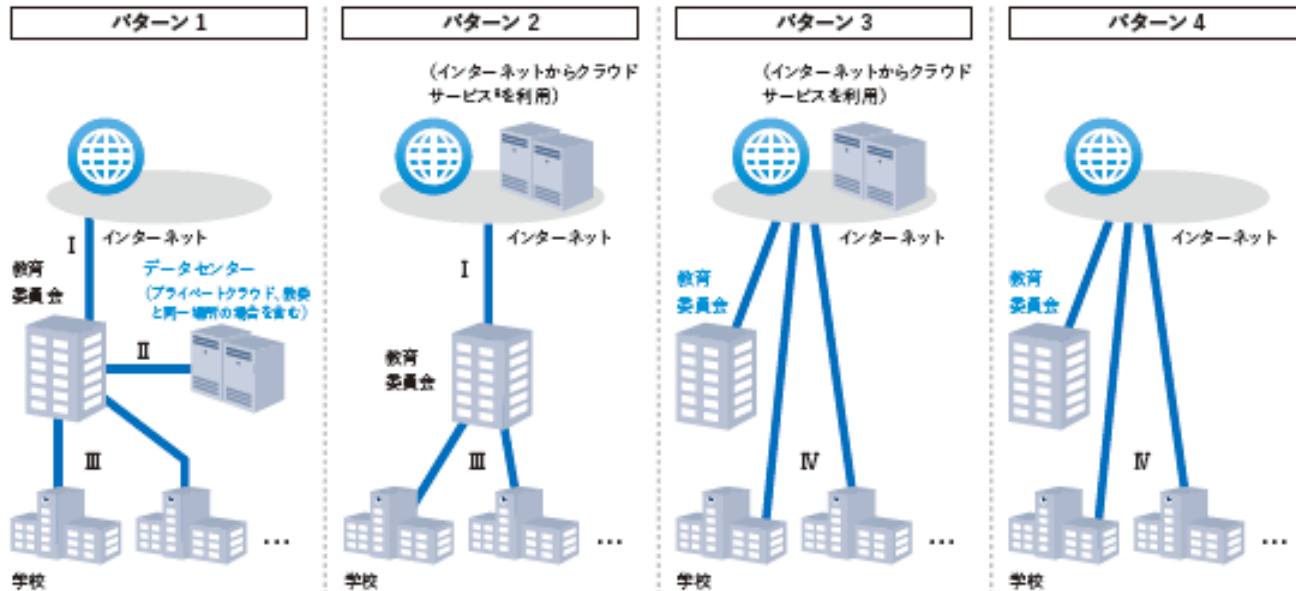 パターン 1
インターネット
I
教育
委員会
データセンター
(プライベートクラウド、教委
と同一場所の場合を含む)
II
III
学校
…
パターン 2
(インターネットからクラウド
サービス*を利用)
インターネット
I
教育
委員会
III
学校
…
パターン 3
(インターネットからクラウド
サービスを利用)
インターネット
教育
委員会
IV
学校
…
パターン 4
インターネット
教育
委員会
IV
学校
…